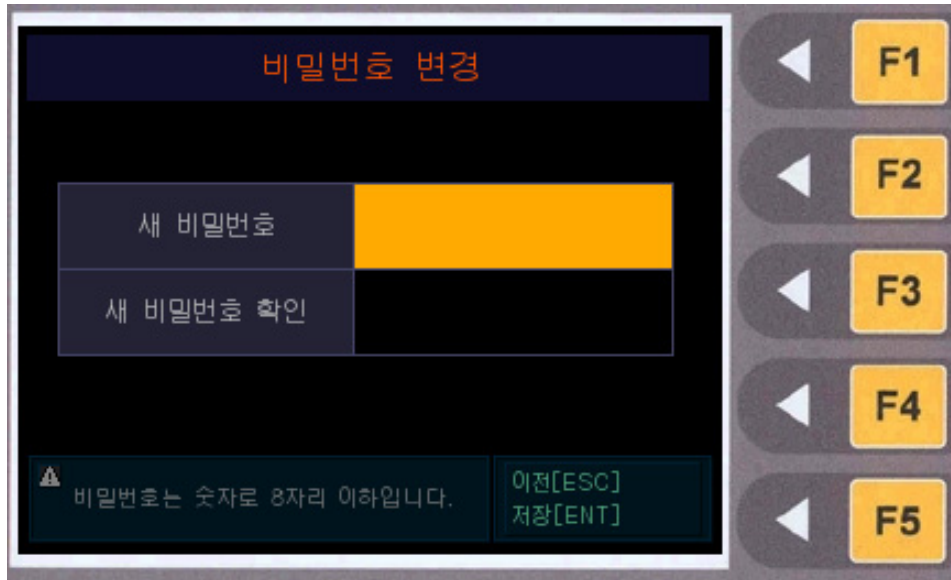 비밀번호 변경
새 비밀번호
새 비밀번호 확인
비밀번호는 숫자로 8자리 이하입니다.
이전[ESC]
저장[ENT]
F1
F2
F3
F4
F5